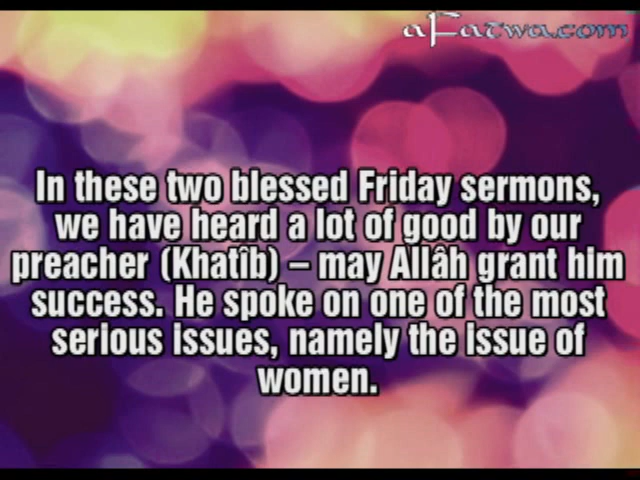 aFatwa.com
In these two blessed Friday sermons,
we have heard a lot of good by our
preacher (Khatîb) – may Allâh grant him
success. He spoke on one of the most
serious issues, namely the issue of
women.